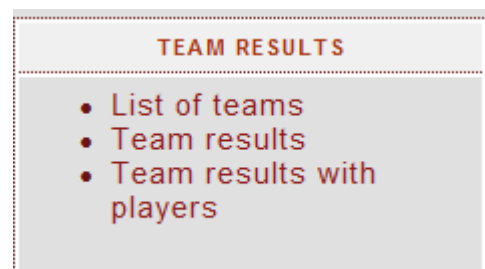 TEAM RESULTS
• List of teams
• Team results
• Team results with
players